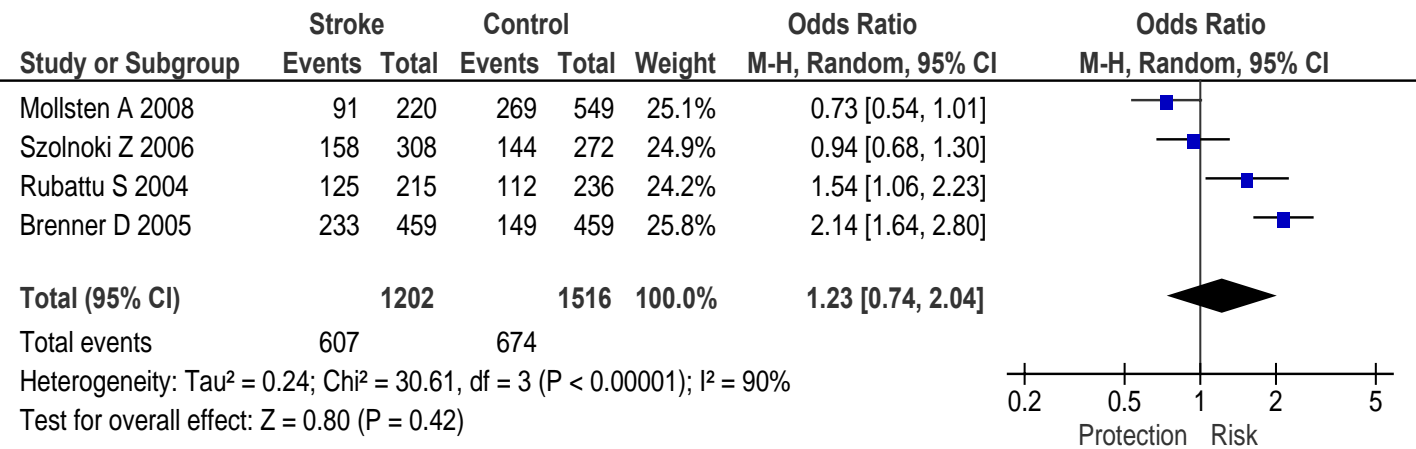 Stroke Control Odds Ratio Odds Ratio
Study or Subgroup Events Total Events Total Weight M-H, Random, 95% CI M-H, Random, 95% CI
Mollsten A 2008 91 220 269 549 25.1% 0.73 [0.54, 1.01]
Szolnoki Z 2006 158 308 144 272 24.9% 0.94 [0.68, 1.30]
Rubattu S 2004 125 215 112 236 24.2% 1.54 [1.06, 2.23]
Brenner D 2005 233 459 149 459 25.8% 2.14 [1.64, 2.80]
Total (95% CI) 1202 1516 100.0% 1.23 [0.74, 2.04]
Total events 607 674
Heterogeneity: Tau² = 0.24; Chi² = 30.61, df = 3 (P < 0.00001); I² = 90%
Test for overall effect: Z = 0.80 (P = 0.42)
0.2 0.5 1 2 5
Protection Risk